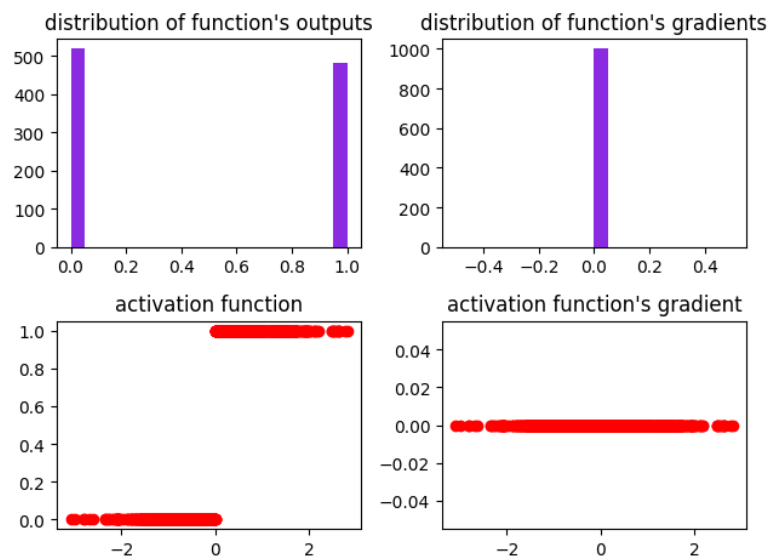 distribution of function's outputs
500
400
300
200
100
0
0.0 0.2 0.4 0.6 0.8 1.0
distribution of function's gradients
1000
800
600
400
200
0
−0.4 −0.2 0.0 0.2 0.4
activation function
1.0
0.8
0.6
0.4
0.2
0.0
−2 0 2
activation function's gradient
0.04
0.02
0.00
−0.02
−0.04
−2 0 2